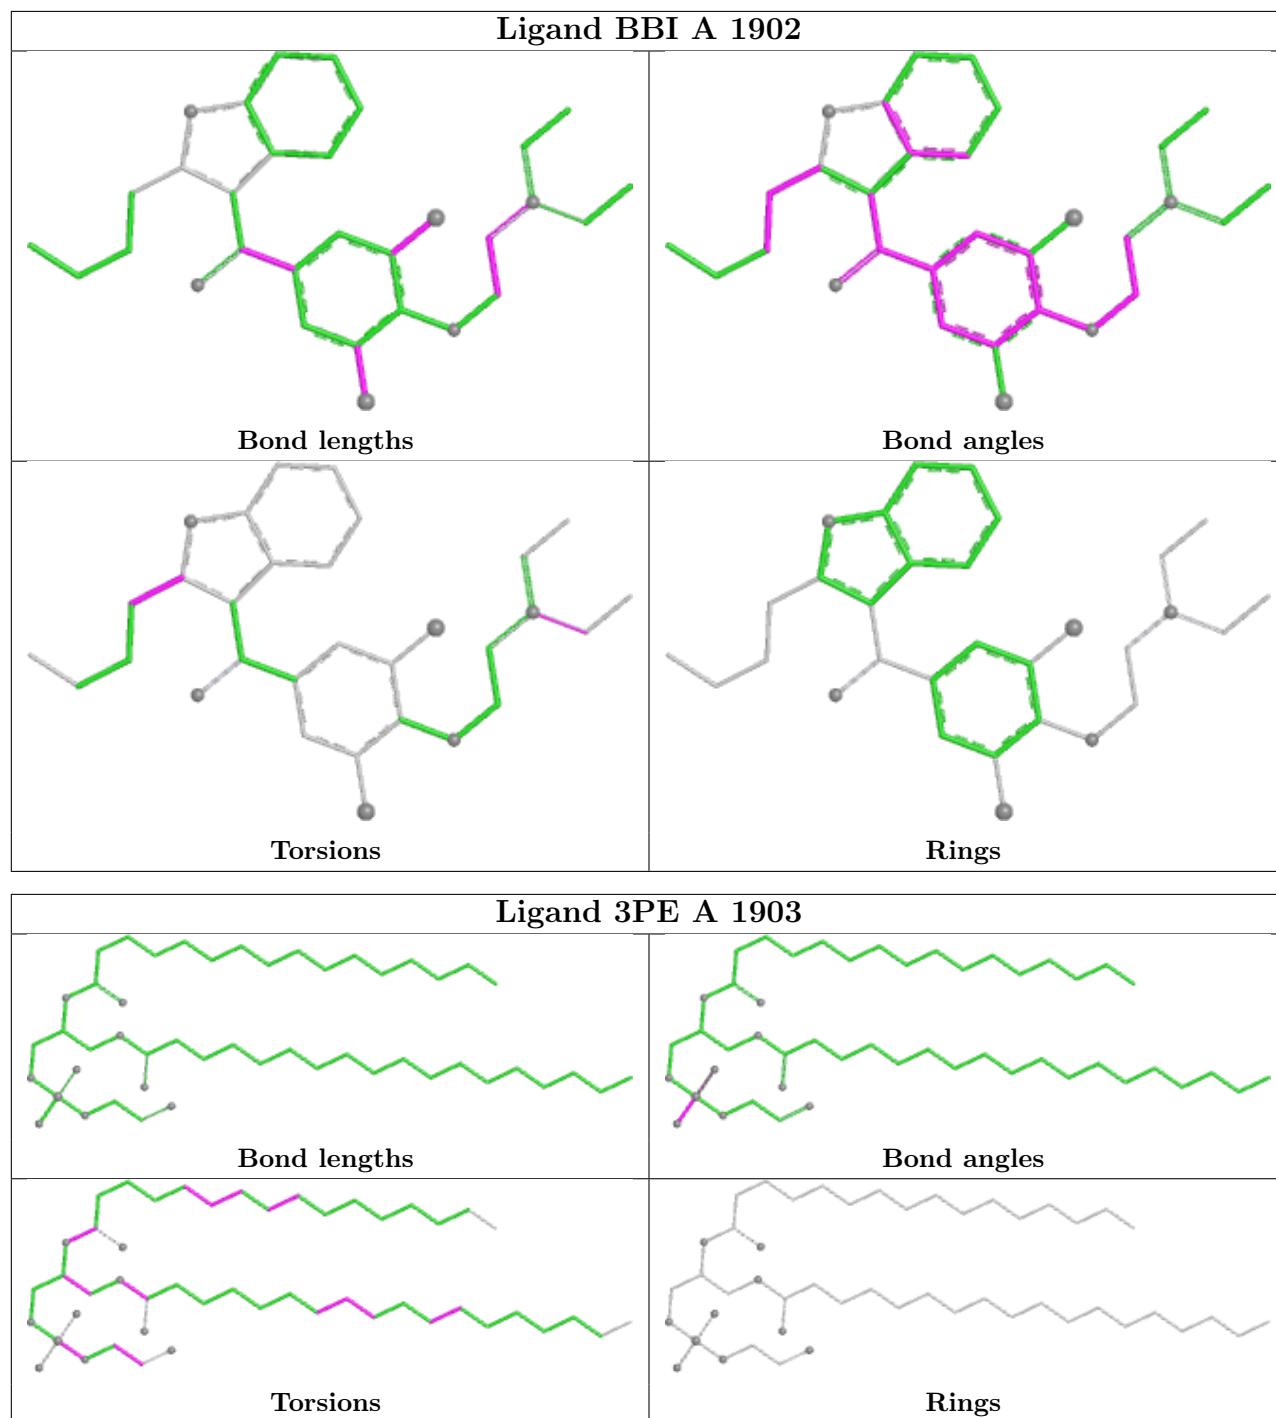 Ligand BBI A 1902
Bond lengths
Bond angles
Torsions
Rings
Ligand 3PE A 1903
Bond lengths
Bond angles
Torsions
Rings